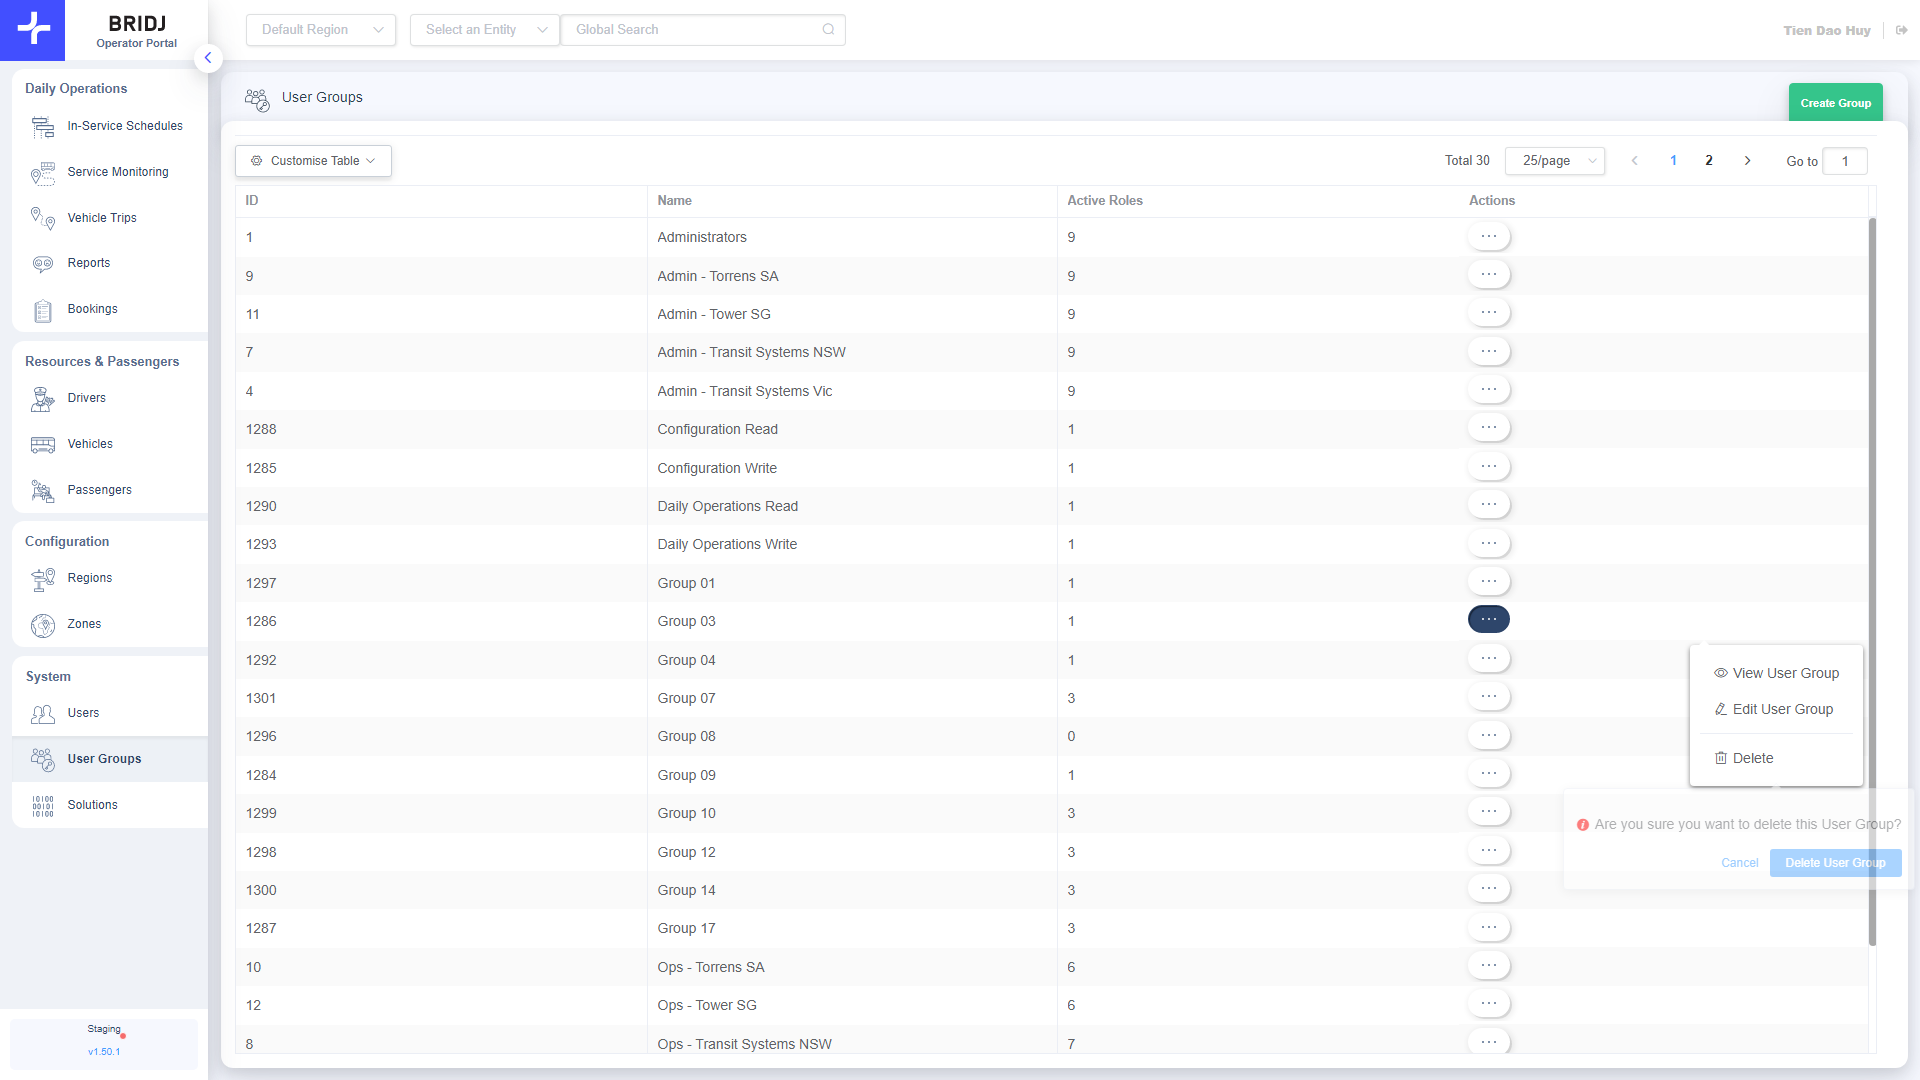 BRIDJ
Operator Portal
Default Region
Select an Entity
Global Search
Tien Dao Huy
Daily Operations
In-Service Schedules
Service Monitoring
Vehicle Trips
Reports
Bookings
Resources & Passengers
Drivers
Vehicles
Passengers
Configuration
Regions
Zones
System
Users
User Groups
Solutions
Staging
v1.50.1
User Groups
Create Group
Customise Table
Total 30 25/page 1 2 Go to 1
ID Name Active Roles Actions
1 Administrators 9
9 Admin - Torrens SA 9
11 Admin - Tower SG 9
7 Admin - Transit Systems NSW 9
4 Admin - Transit Systems Vic 9
1288 Configuration Read 1
1285 Configuration Write 1
1290 Daily Operations Read 1
1293 Daily Operations Write 1
1297 Group 01 1
1286 Group 03 1
1292 Group 04 1
1301 Group 07 3
1296 Group 08 0
1284 Group 09 1
1299 Group 10 3
1298 Group 12 3
1300 Group 14 3
1287 Group 17 3
10 Ops - Torrens SA 6
12 Ops - Tower SG 6
8 Ops - Transit Systems NSW 7
View User Group
Edit User Group
Delete
Are you sure you want to delete this User Group?
Cancel Delete User Group